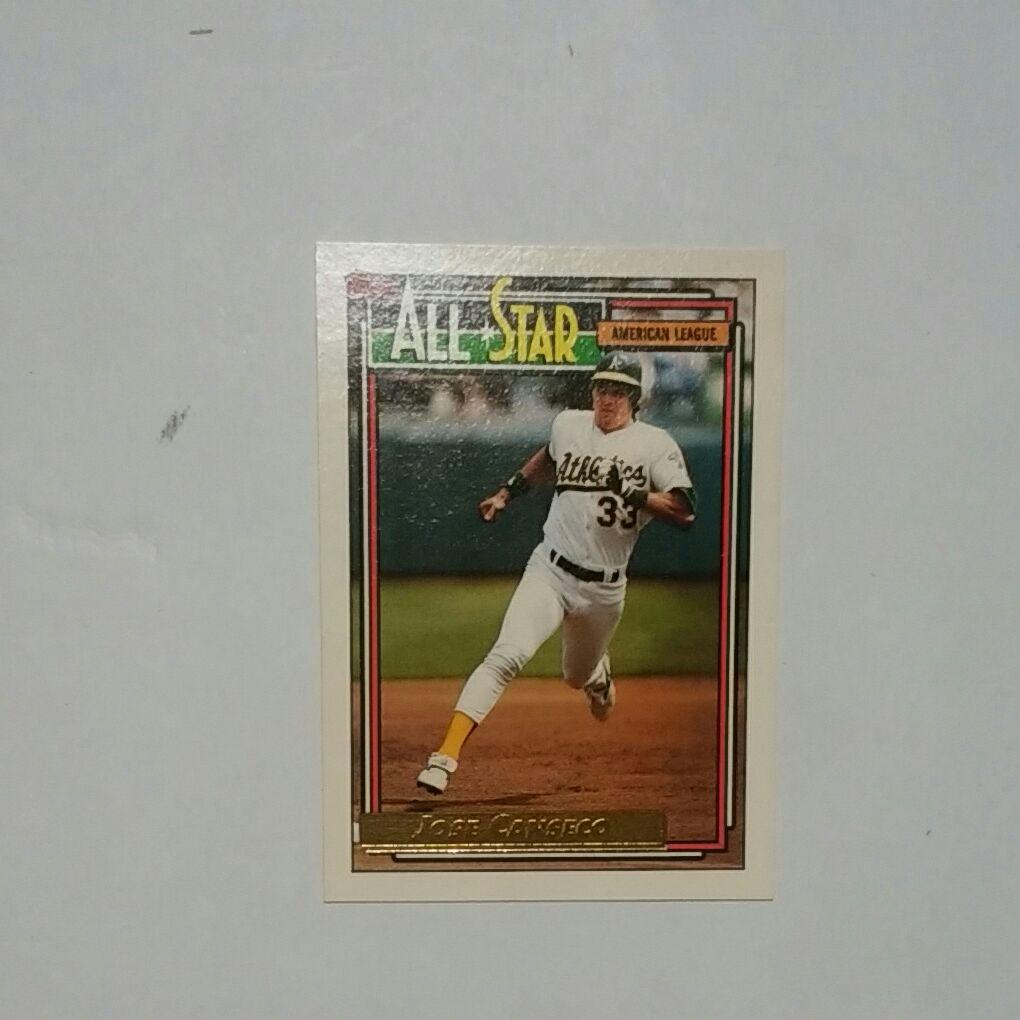 ALL STAR
AMERICAN LEAGUE
Athletics
33
JOSE CANSECO